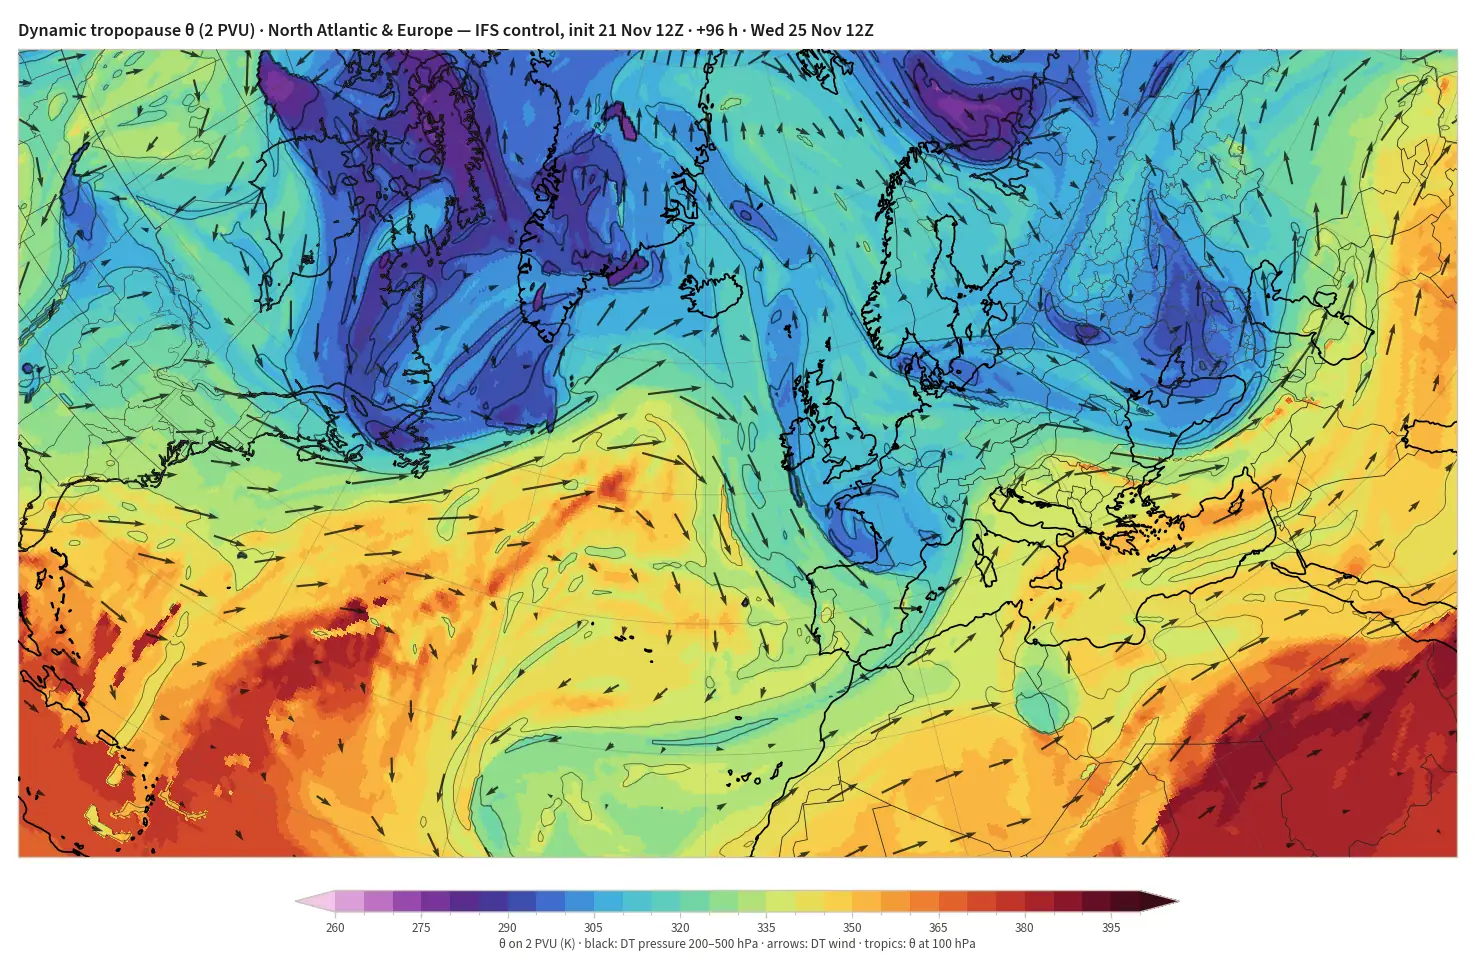 Dynamic tropopause θ (2 PVU) · North Atlantic & Europe — IFS control, init 21 Nov 12Z · +96 h · Wed 25 Nov 12Z
260 275 290 305 320 335 350 365 380 395
θ on 2 PVU (K) · black: DT pressure 200–500 hPa · arrows: DT wind · tropics: θ at 100 hPa